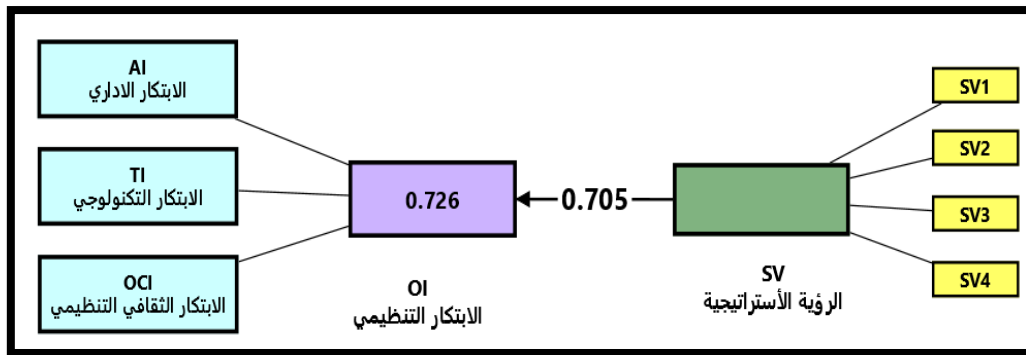 AI
الابتكار الاداري
TI
الابتكار التكنولوجي
OCI
الابتكار الثقافي التنظيمي
0.726
OI
الابتكار التنظيمي
0.705
SV
الرؤية الأستراتيجية
SV1
SV2
SV3
SV4